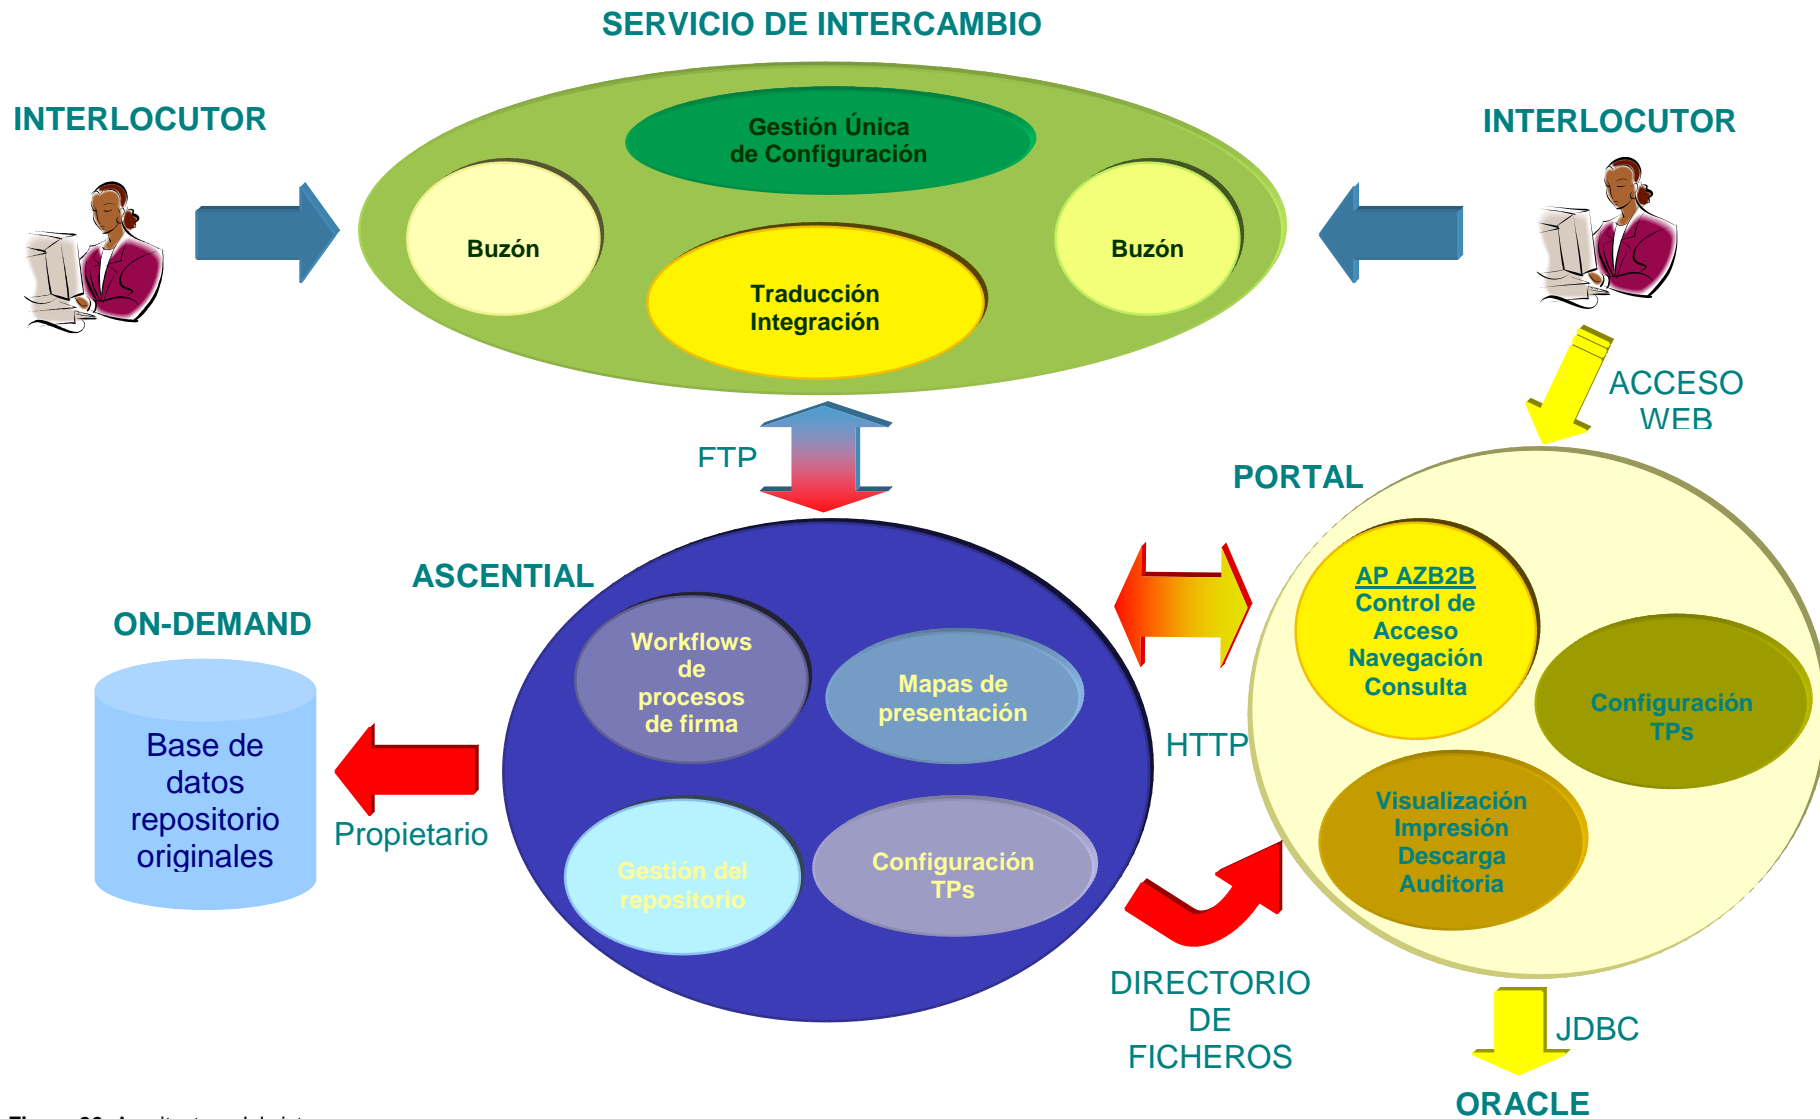 SERVICIO DE INTERCAMBIO
INTERLOCUTOR
INTERLOCUTOR
Gestión Única
de Configuración
Buzón
Buzón
Traducción
Integración
ACCESO
WEB
FTP
PORTAL
ASCENTIAL
ON-DEMAND
AP AZB2B
Control de
Acceso
Navegación
Consulta
Workflows
de
procesos
de firma
Mapas de
presentación
Configuración
TPs
HTTP
Base de
datos
repositorio
originales
Propietario
Visualización
Impresión
Descarga
Auditoria
Gestión del
repositorio
Configuración
TPs
DIRECTORIO
DE
FICHEROS
JDBC
ORACLE